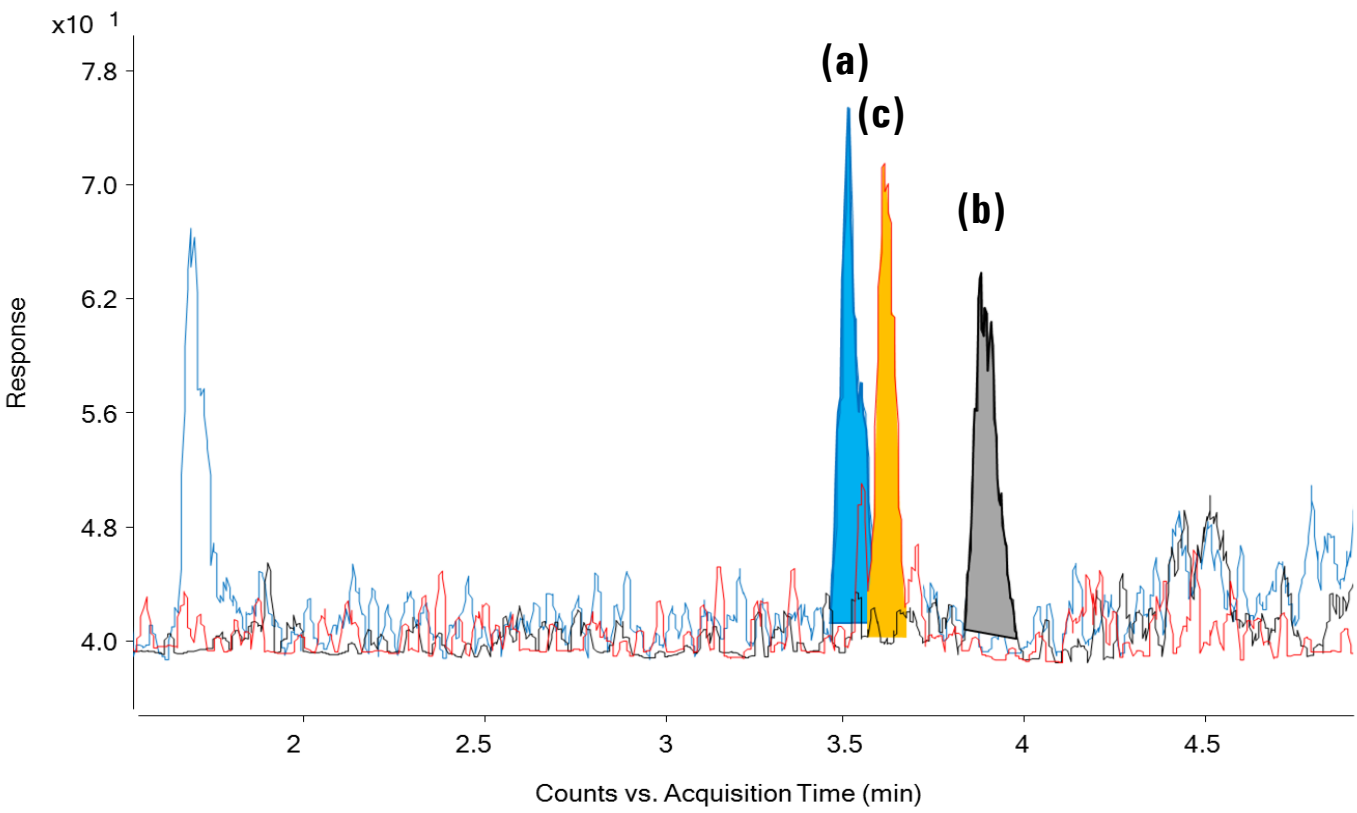 x10 1
(a)
7.8
(c)
7.0
(b)
6.2
5.6
4.8
4.0
Response
2 2.5 3 3.5 4 4.5
Counts vs. Acquisition Time (min)